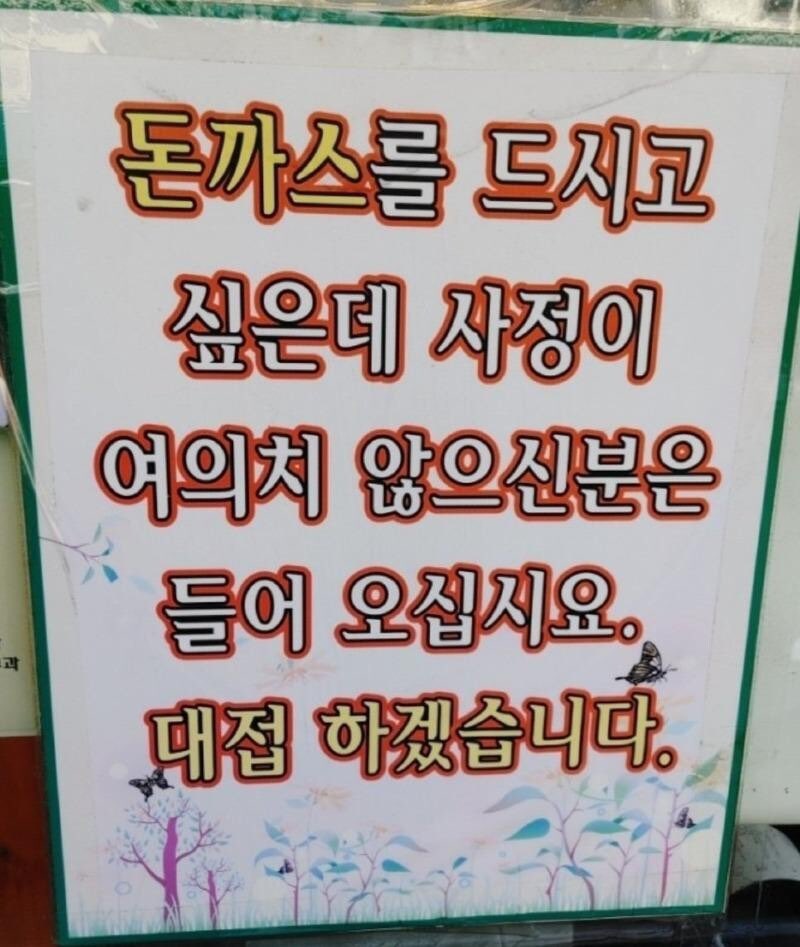 돈까스를 드시고
싶은데 사정이
여의치 않으신분은
들어 오십시요.
대접 하겠습니다.